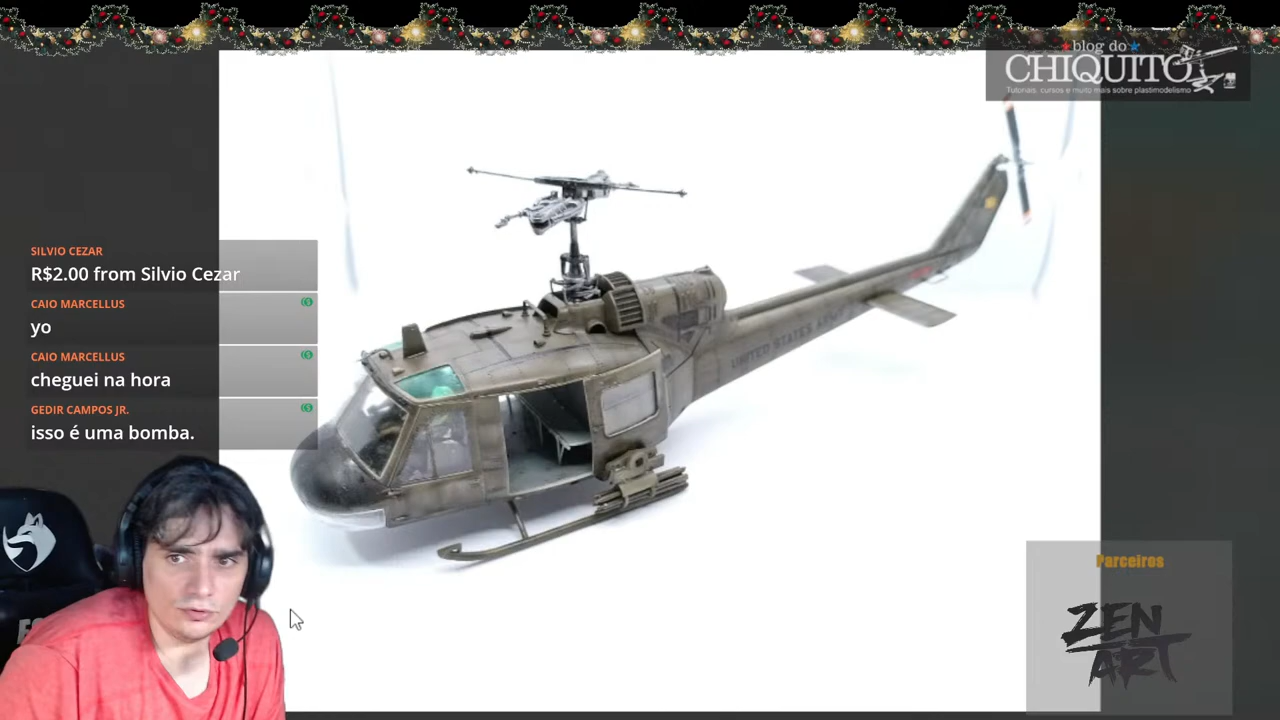 blog do
CHIQUITO
Tutoriais, cursos e muito mais sobre plastimodelismo
SILVIO CEZAR
R$2.00 from Silvio Cezar
CAIO MARCELLUS
yo
CAIO MARCELLUS
cheguei na hora
GEDIR CAMPOS JR.
isso é uma bomba.
UNITED STATES ARMY
Parceiros
ZEN
ART